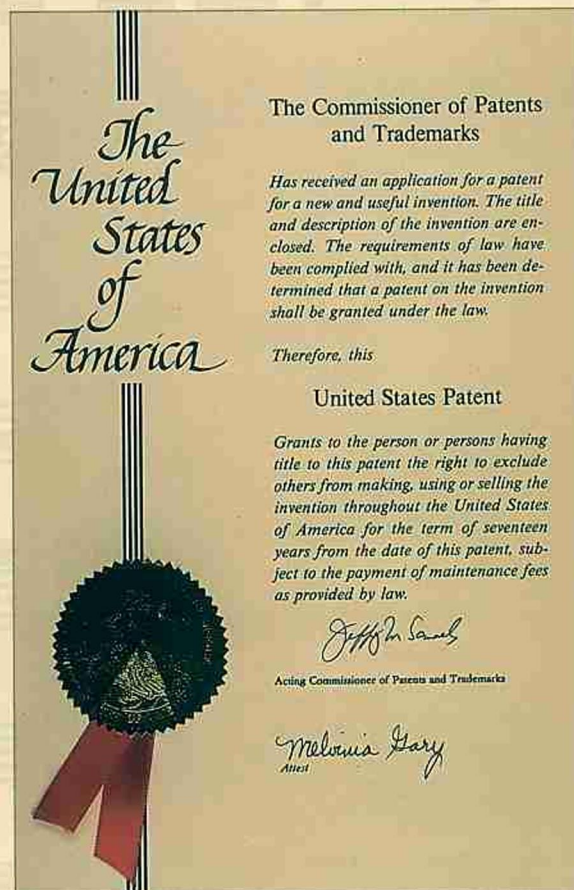 The
United
States
of
America
The Commissioner of Patents
and Trademarks
Has received an application for a patent
for a new and useful invention. The title
and description of the invention are en-
closed. The requirements of law have
been complied with, and it has been de-
termined that a patent on the invention
shall be granted under the law.
Therefore, this
United States Patent
Grants to the person or persons having
title to this patent the right to exclude
others from making, using or selling the
invention throughout the United States
of America for the term of seventeen
years from the date of this patent, sub-
ject to the payment of maintenance fees
as provided by law.
Acting Commissioner of Patents and Trademarks
Melvinia Gary
Attest